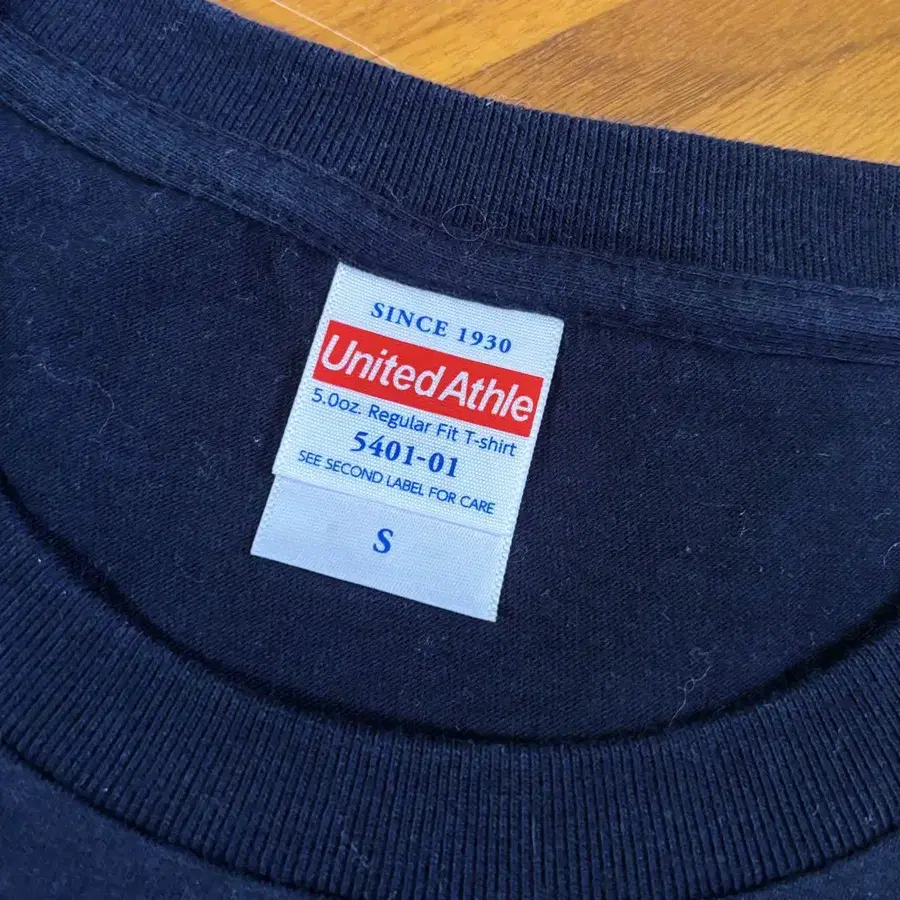 SINCE 1930
UnitedAthle
5.0oz. Regular Fit T-shirt
5401-01
SEE SECOND LABEL FOR CARE
S